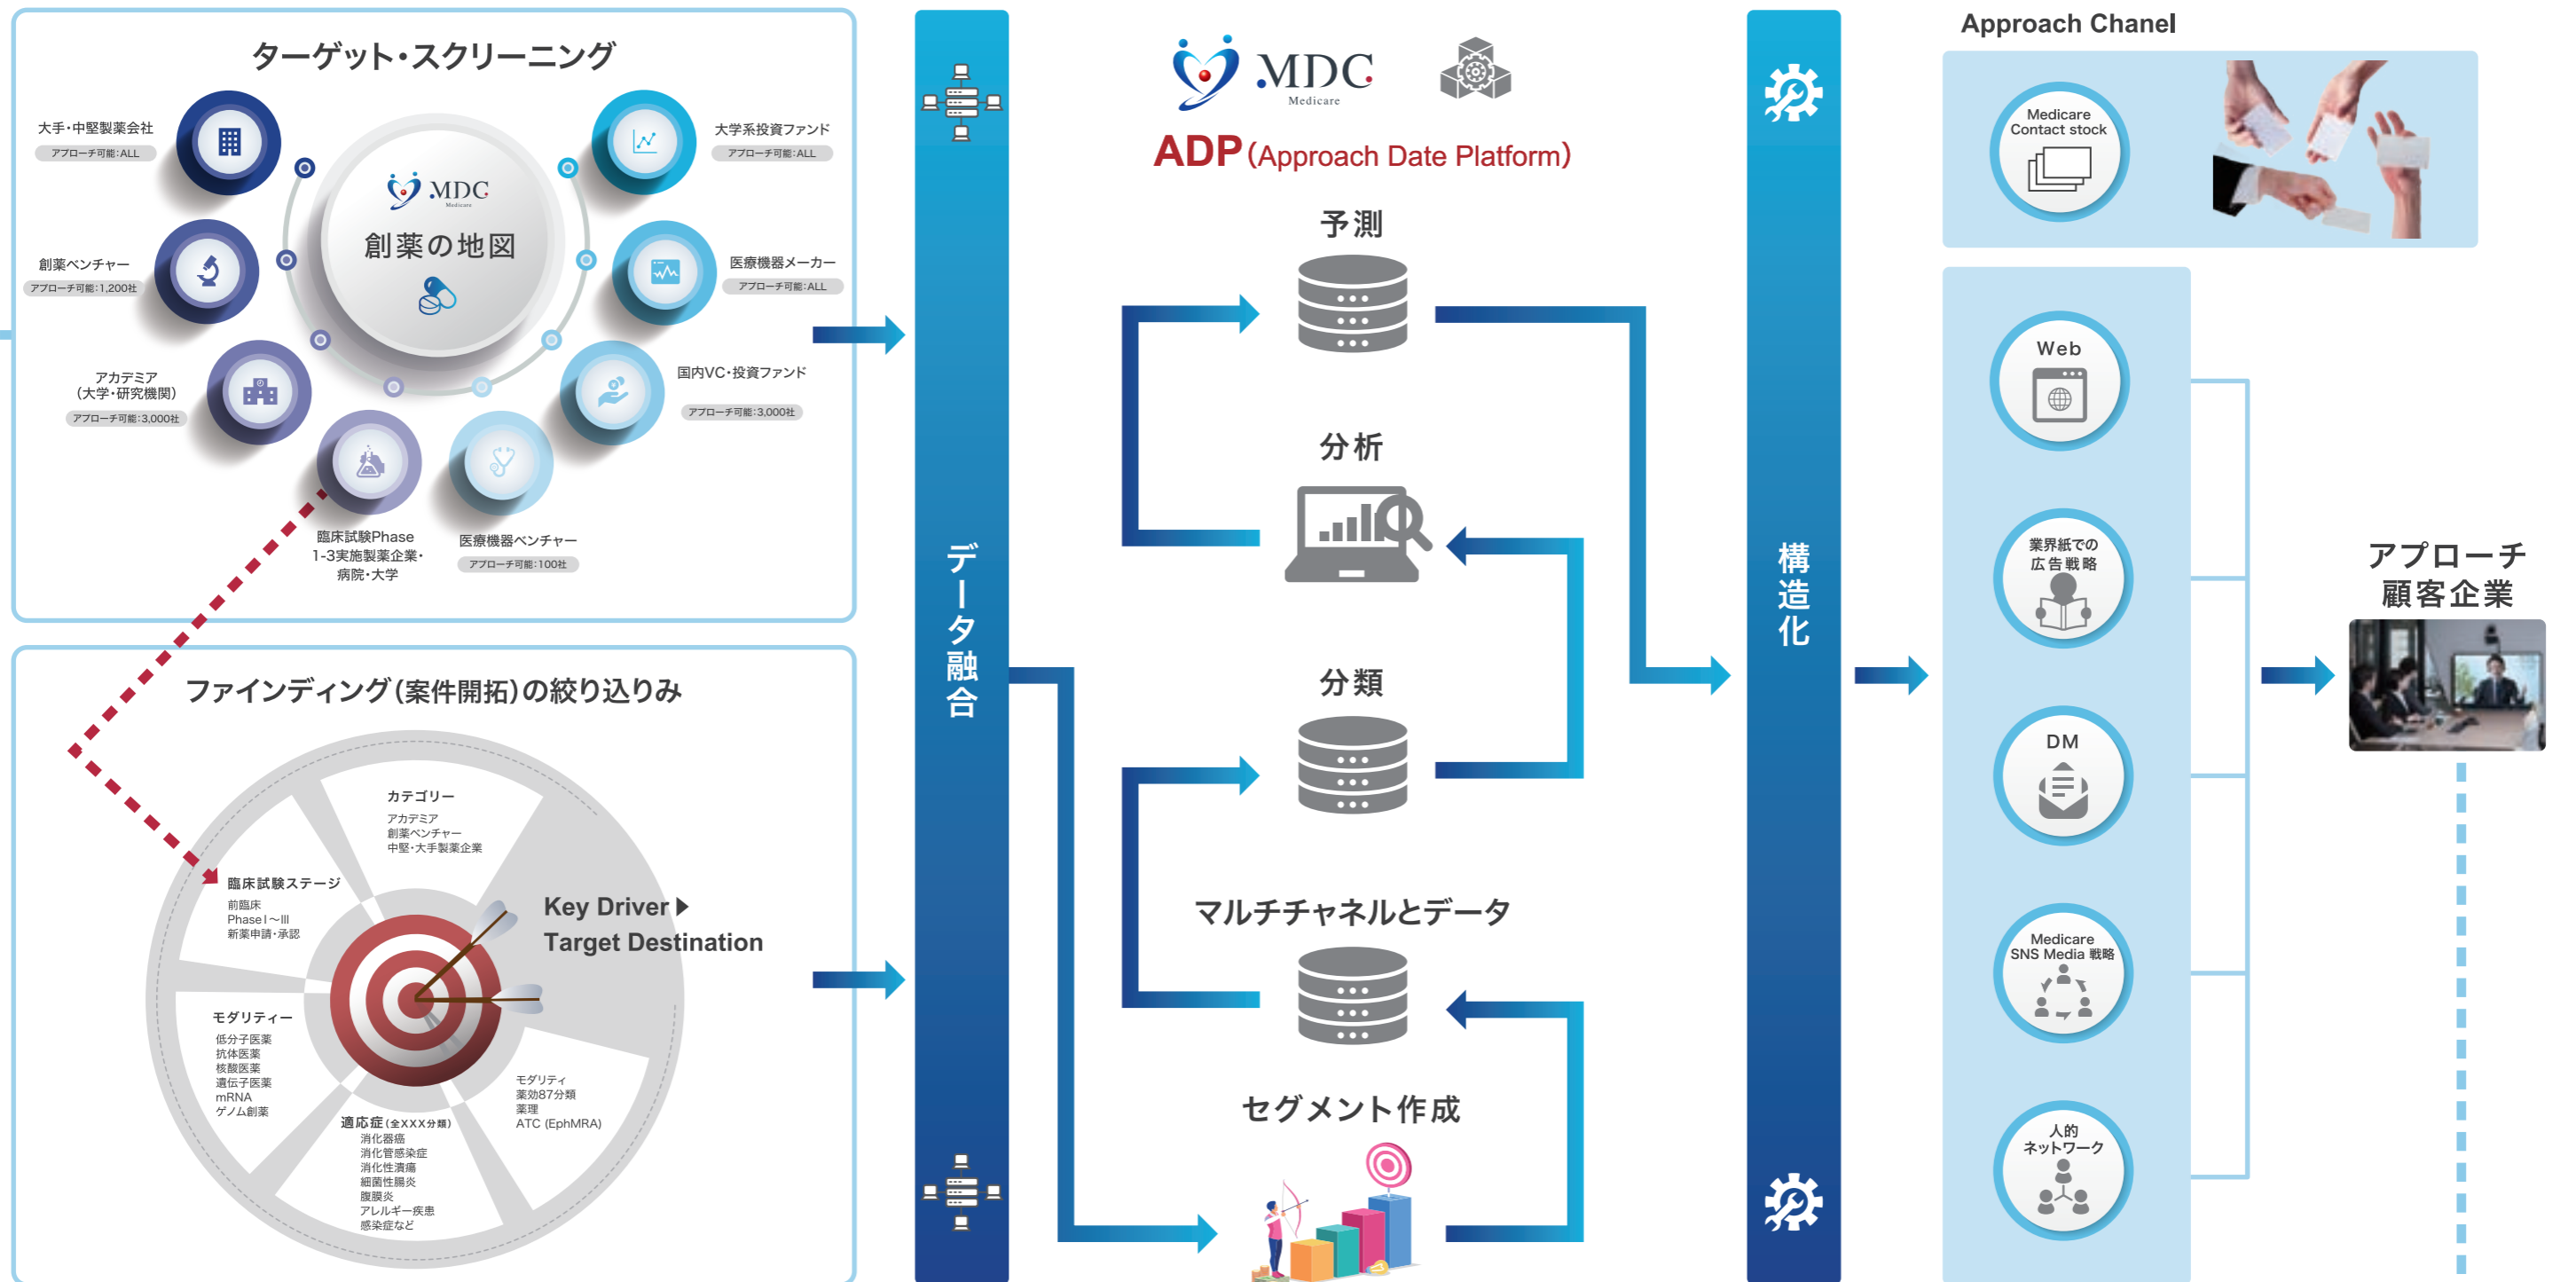 ターゲット・スクリーニング
大手・中堅製薬会社
アプローチ可能:ALL
創薬ベンチャー
アプローチ可能:1,200社
アカデミア
(大学・研究機関)
アプローチ可能:3,000社
臨床試験Phase
1-3実施製薬企業・
病院・大学
医療機器ベンチャー
アプローチ可能:100社
国内VC・投資ファンド
アプローチ可能:3,000社
医療機器メーカー
アプローチ可能:ALL
大学系投資ファンド
アプローチ可能:ALL
MDC
Medicare
創薬の地図
ファインディング(案件開拓)の絞り込りみ
カテゴリー
アカデミア
創薬ベンチャー
中堅・大手製薬企業
臨床試験ステージ
前臨床
PhaseⅠ〜Ⅲ
新薬申請・承認
モダリティー
低分子医薬
抗体医薬
核酸医薬
遺伝子医薬
mRNA
ゲノム創薬
適応症(全XXX分類)
消化器癌
消化管感染症
消化性潰瘍
細菌性腸炎
腹膜炎
アレルギー疾患
感染症など
モダリティ
薬効87分類
薬理
ATC (EphMRA)
Key Driver ▶
Target Destination
データ融合
MDC
Medicare
ADP(Approach Date Platform)
予測
分析
分類
マルチチャネルとデータ
セグメント作成
構造化
Approach Chanel
Medicare
Contact stock
Web
業界紙での
広告戦略
DM
Medicare
SNS Media 戦略
人的
ネットワーク
アプローチ
顧客企業